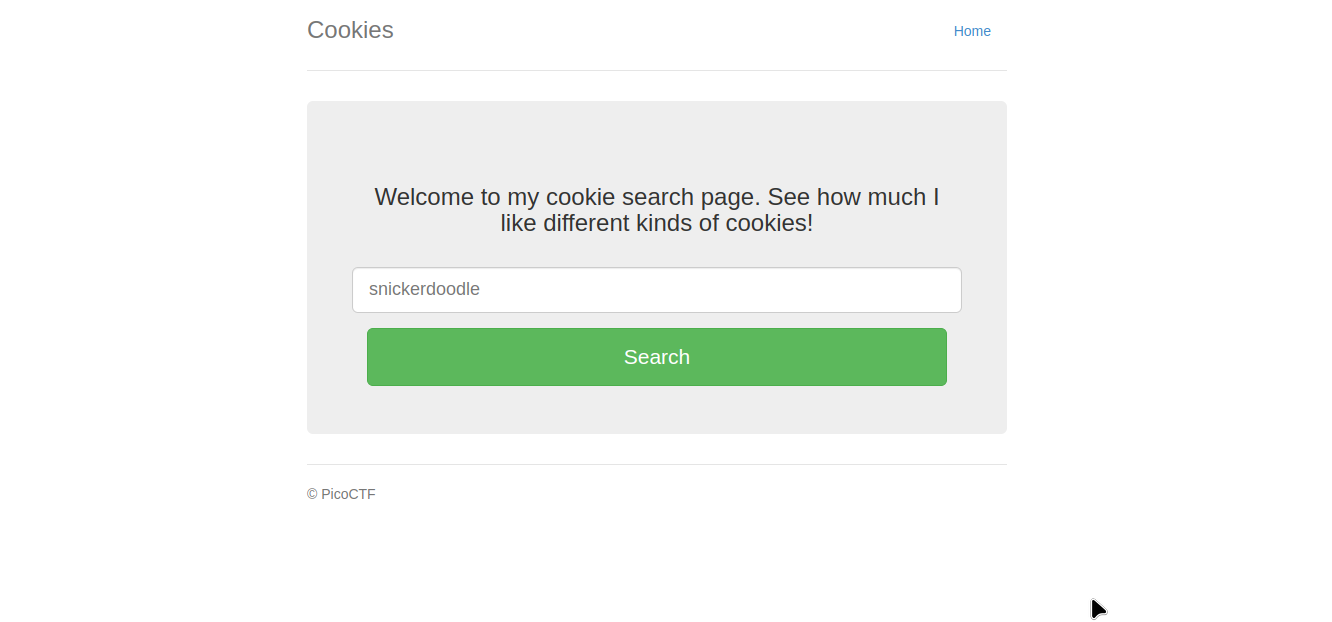 Cookies
Home
Welcome to my cookie search page. See how much I
like different kinds of cookies!
snickerdoodle
Search
© PicoCTF